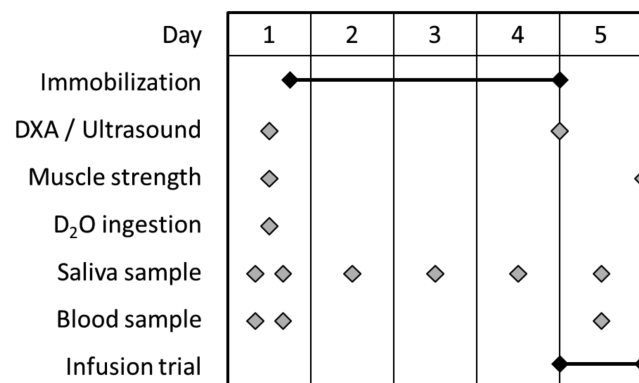 Day 1 2 3 4 5
Immobilization
DXA / Ultrasound
Muscle strength
D₂O ingestion
Saliva sample
Blood sample
Infusion trial